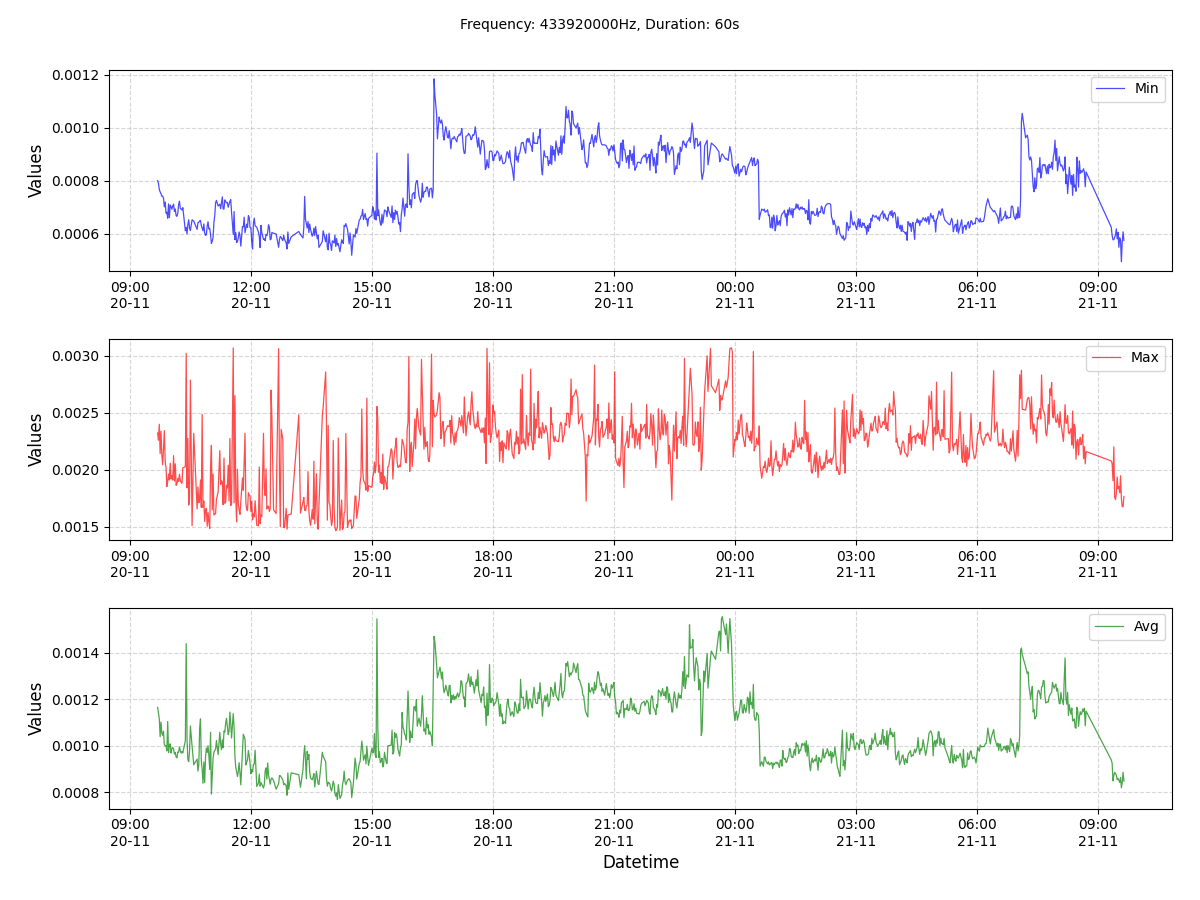 Frequency: 433920000Hz, Duration: 60s
0.0012
0.0010
0.0008
0.0006
Values
Min
09:00 12:00 15:00 18:00 21:00 00:00 03:00 06:00 09:00
20-11 20-11 20-11 20-11 20-11 21-11 21-11 21-11 21-11
0.0030
0.0025
0.0020
0.0015
Values
Max
09:00 12:00 15:00 18:00 21:00 00:00 03:00 06:00 09:00
20-11 20-11 20-11 20-11 20-11 21-11 21-11 21-11 21-11
0.0014
0.0012
0.0010
0.0008
Values
Avg
09:00 12:00 15:00 18:00 21:00 00:00 03:00 06:00 09:00
20-11 20-11 20-11 20-11 20-11 21-11 21-11 21-11 21-11
Datetime